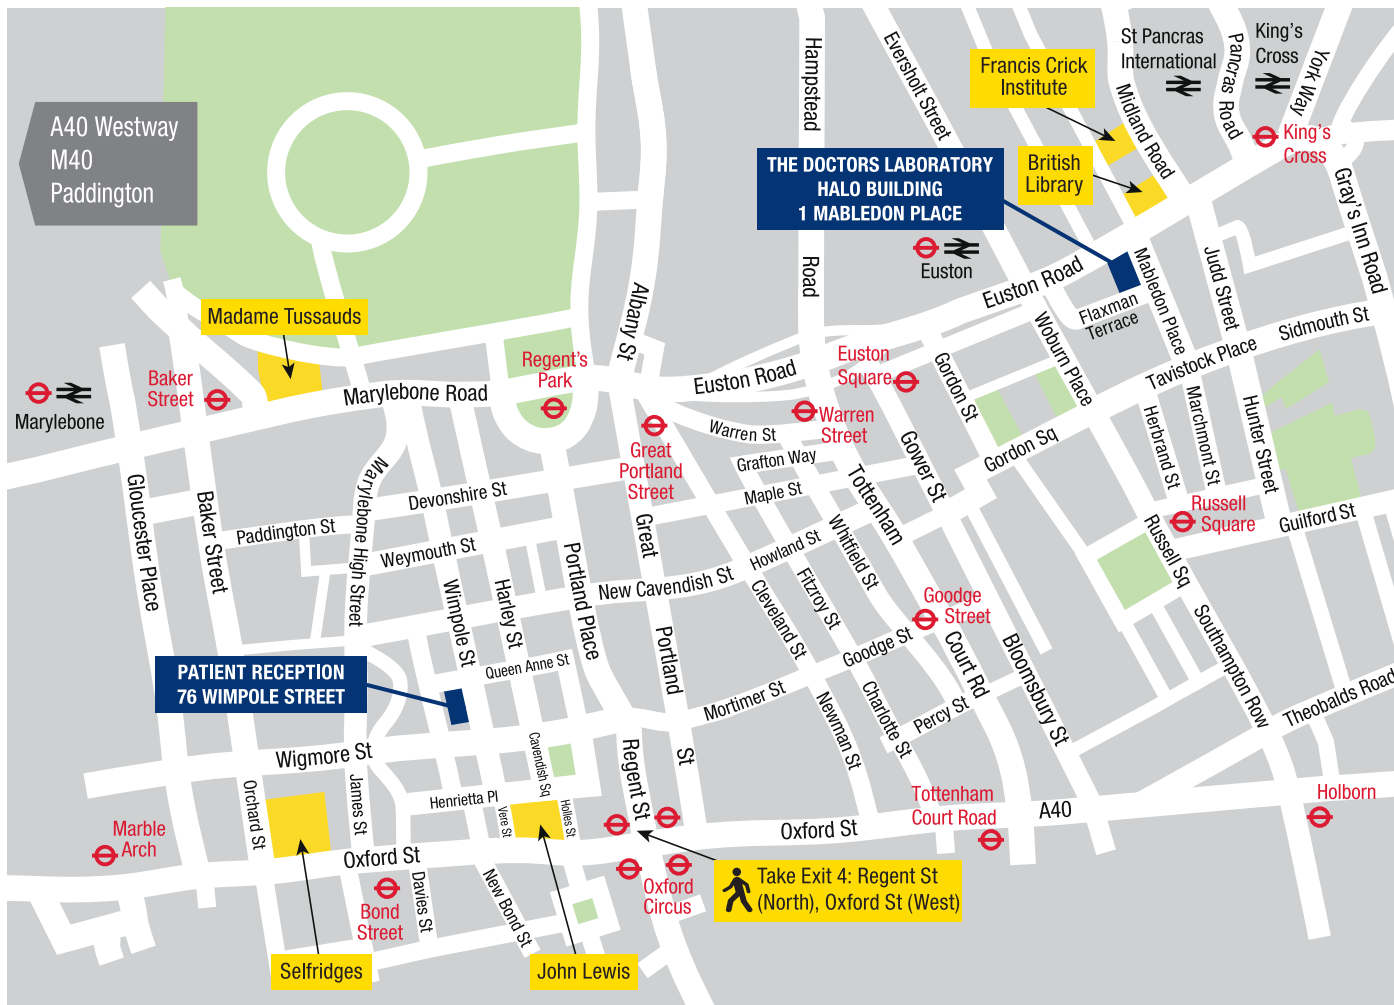 A40 Westway
M40
Paddington
Hampstead
Road
Eversholt Street
Francis Crick
Institute
St Pancras
International
Pancras Road
King's
Cross
York Way
Midland Road
King's
Cross
British
Library
THE DOCTORS LABORATORY
HALO BUILDING
1 MABLEDON PLACE
Gray's Inn Road
Euston
Euston Road
Mabledon Place
Judd Street
Flaxman
Terrace
Albany St
Madame Tussauds
Sidmouth St
Tavistock Place
Woburn Place
Regent's
Park
Euston Road
Euston
Square
Gordon St
Baker
Street
Marylebone Road
Marylebone
Warren
Street
Warren St
Great
Portland
Street
Grafton Way
Maple St
Gower St
Gordon Sq
Herbrand St
Marchmont St
Hunter Street
Tottenham
Marylebone High Street
Devonshire St
Gloucester Place
Baker Street
Paddington St
Weymouth St
Great
Russell
Square
Guilford St
Russell Sq
Whitfield St
Howland St
Portland Place
New Cavendish St
Wimpole St
Harley St
Cleveland St
Fitzroy St
Goodge
Street
Goodge St
Court Rd
Bloomsbury St
Southampton Row
Theobalds Road
Portland
PATIENT RECEPTION
76 WIMPOLE STREET
Queen Anne St
Mortimer St
Newman St
Charlotte St
Percy St
Wigmore St
Cavendish Sq
Regent St
St
Orchard St
James St
Henrietta Pl
Vere St
Holles St
Tottenham
Court Road
A40
Holborn
Marble
Arch
Oxford St
Oxford St
Bond
Street
Davies St
New Bond St
Oxford
Circus
Take Exit 4: Regent St
(North), Oxford St (West)
Selfridges
John Lewis